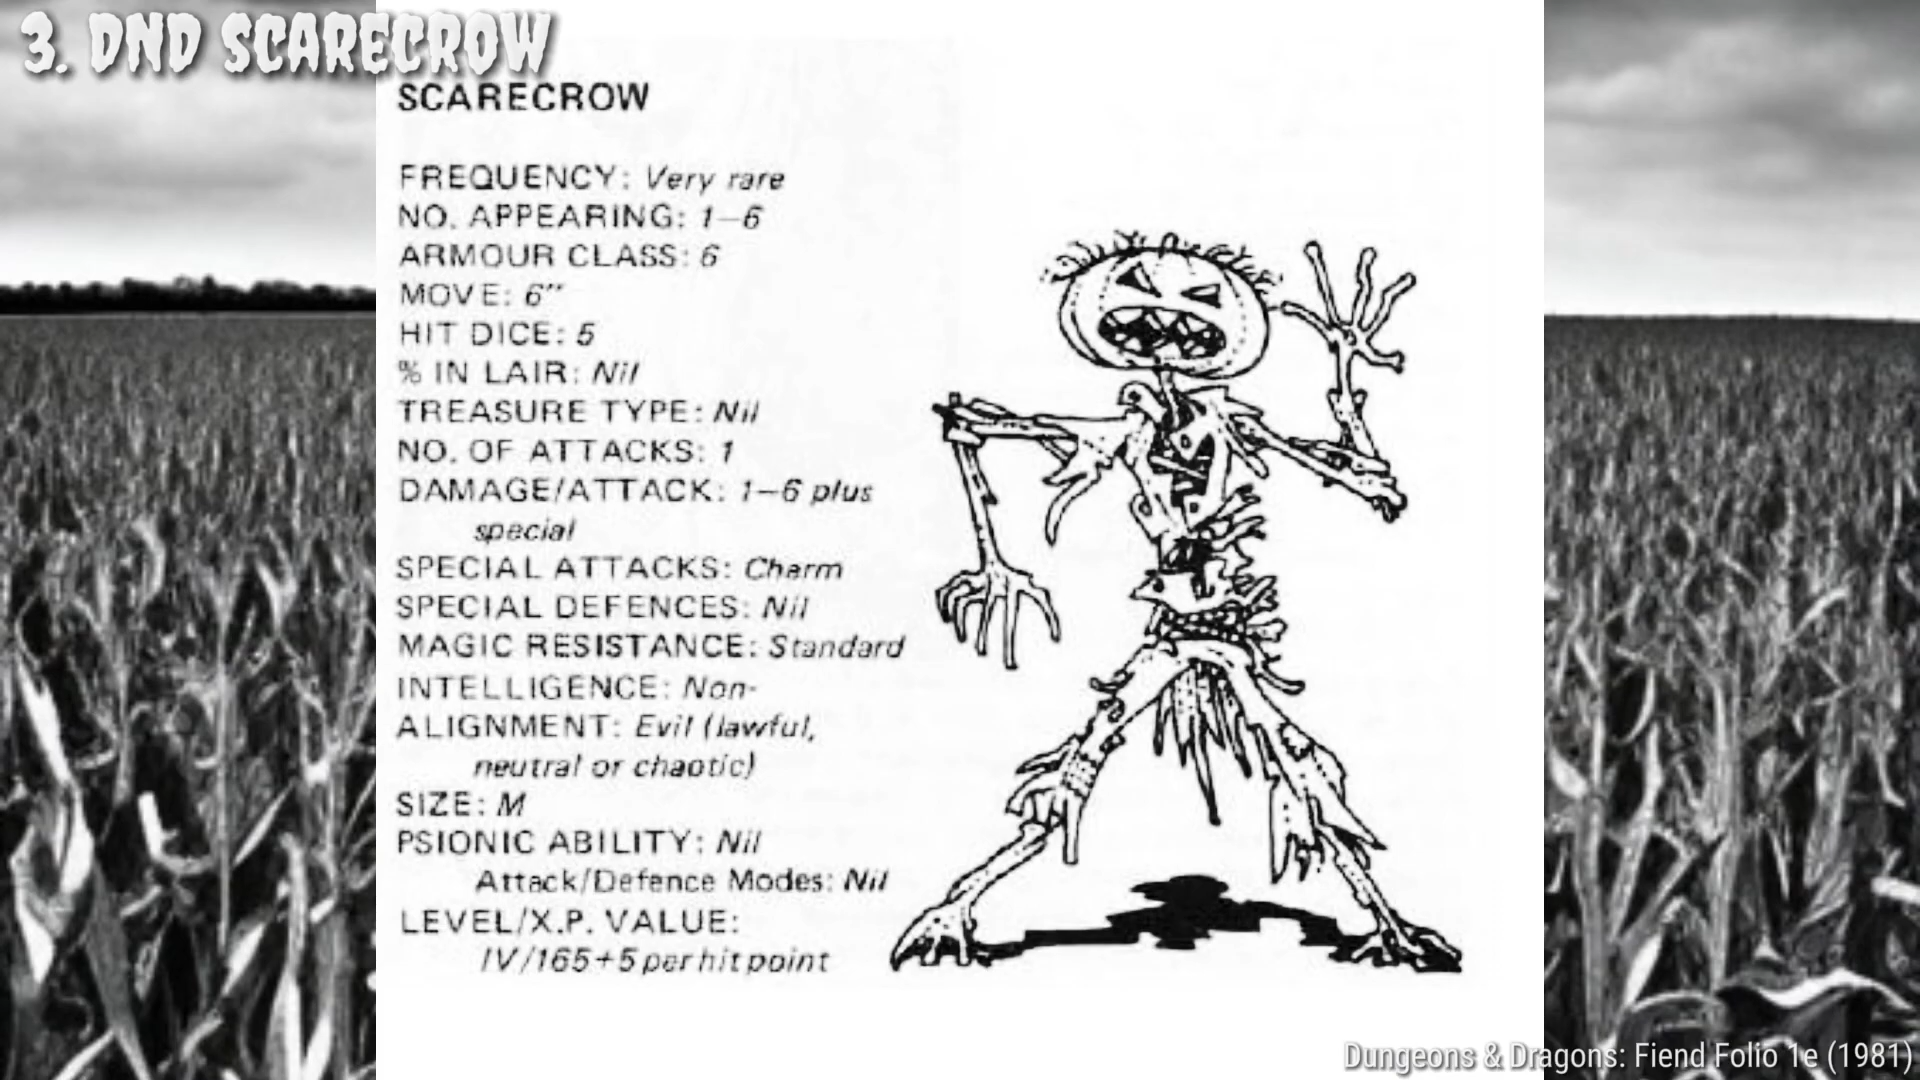 3. DND SCARECROW
SCARECROW
FREQUENCY: Very rare
NO. APPEARING: 1–6
ARMOUR CLASS: 6
MOVE: 6"
HIT DICE: 5
% IN LAIR: Nil
TREASURE TYPE: Nil
NO. OF ATTACKS: 1
DAMAGE/ATTACK: 1–6 plus
special
SPECIAL ATTACKS: Charm
SPECIAL DEFENCES: Nil
MAGIC RESISTANCE: Standard
INTELLIGENCE: Non-
ALIGNMENT: Evil (lawful,
neutral or chaotic)
SIZE: M
PSIONIC ABILITY: Nil
Attack/Defence Modes: Nil
LEVEL/X.P. VALUE:
IV/165+5 per hit point
Dungeons & Dragons: Fiend Folio 1e (1981)